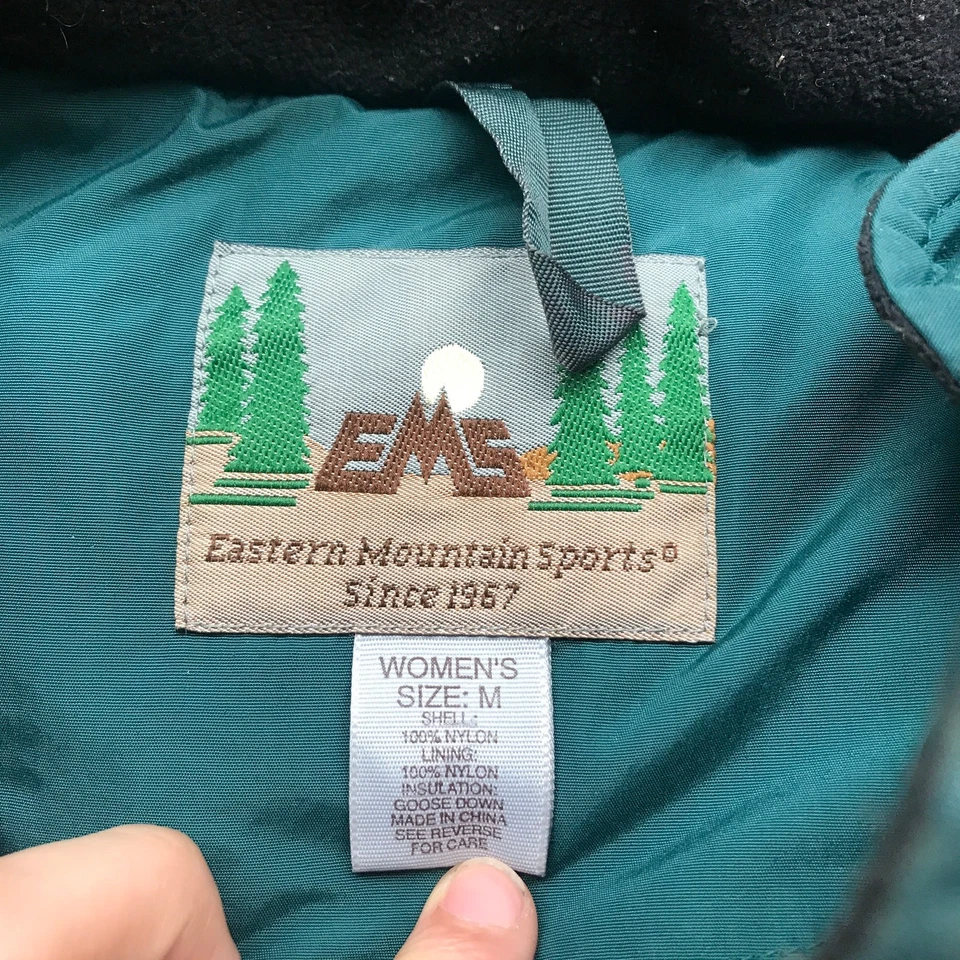 EMS
Eastern Mountain Sports®
Since 1967
WOMEN'S
SIZE: M
SHELL:
100% NYLON
LINING:
100% NYLON
INSULATION:
GOOSE DOWN
MADE IN CHINA
SEE REVERSE
FOR CARE